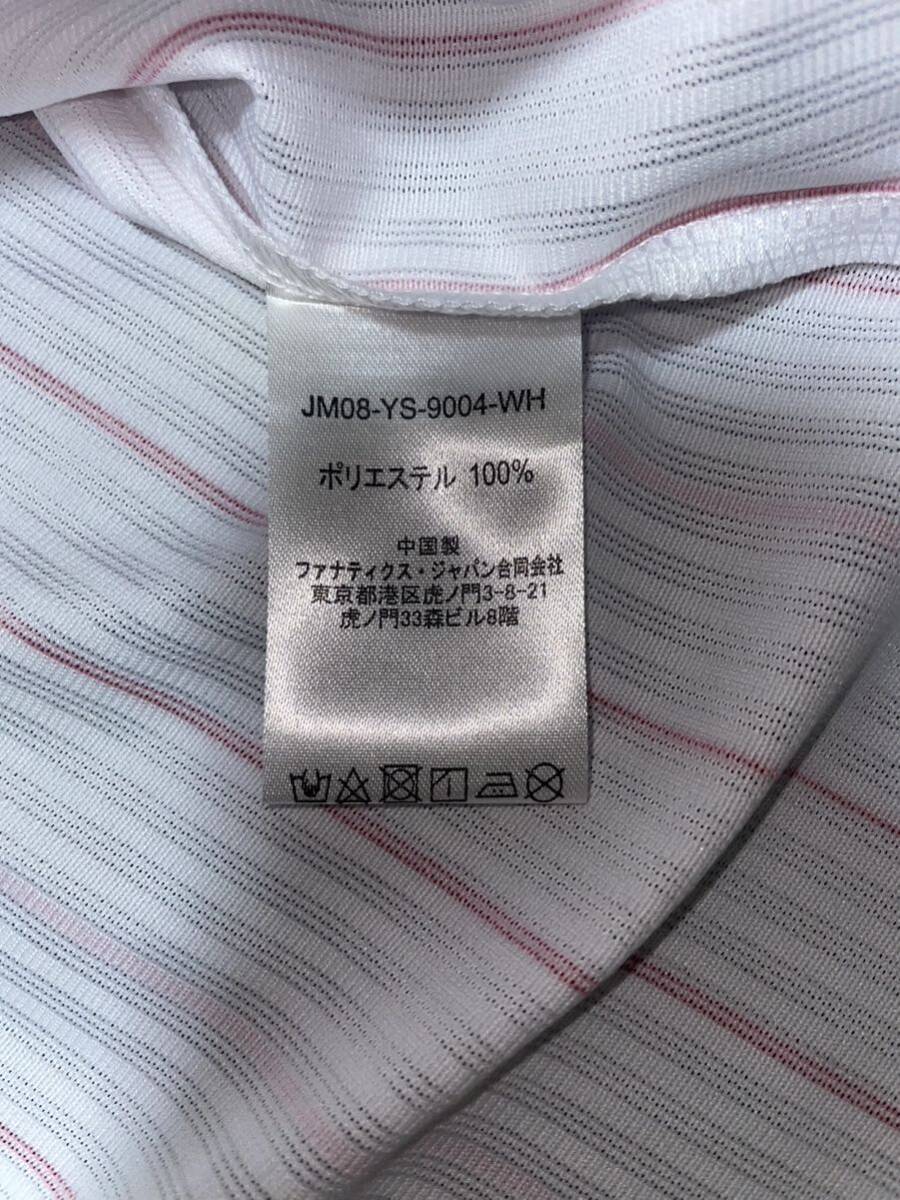 JM08-YS-9004-WH
ポリエステル 100%
中国製
ファナティクス・ジャパン合同会社
東京都港区虎ノ門3-8-21
虎ノ門33森ビル8階